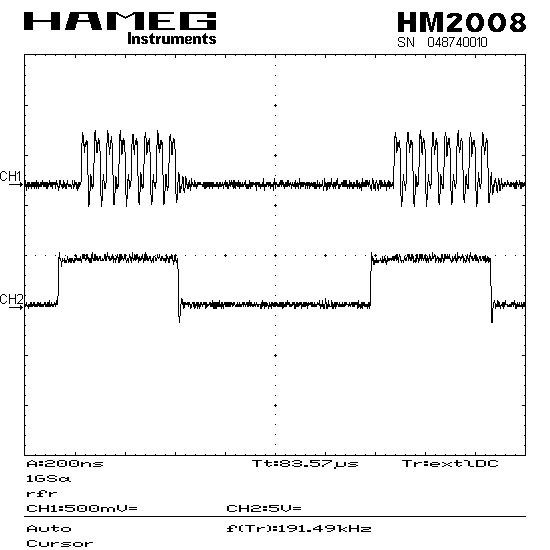 HAMEG HM2008
Instruments SN 048740010
CH1
CH2
A:200ns Tt:83.57µs Tr:ext1DC
1GSa
rfr
CH1:500mV= CH2:5V=
Auto f(Tr):191.49kHz
Cursor